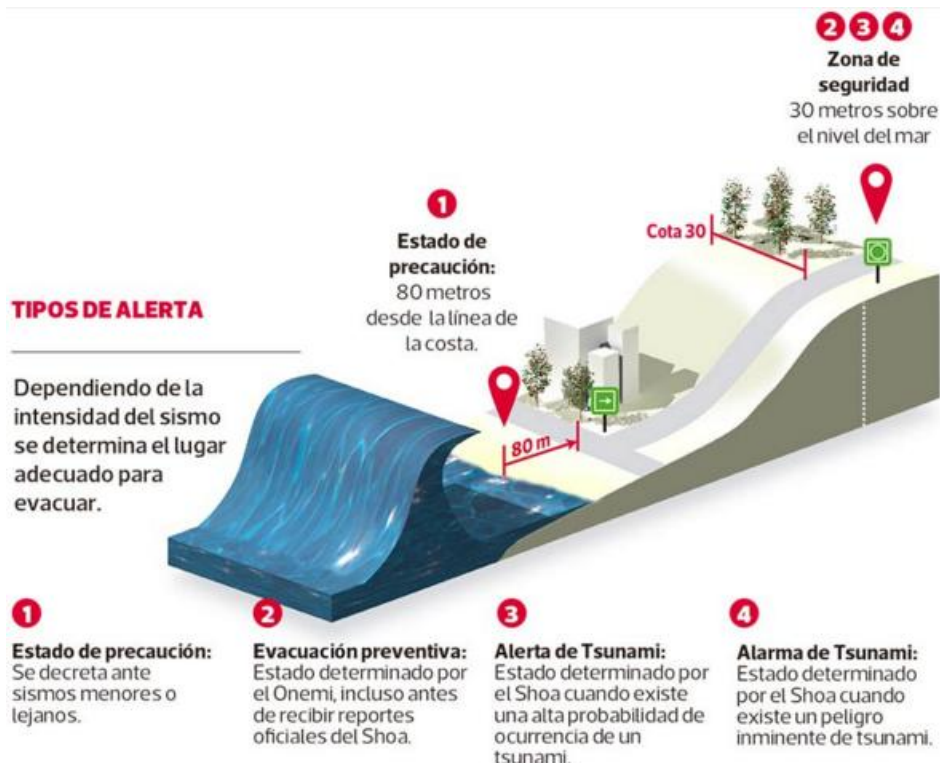 2 3 4
Zona de
seguridad
30 metros sobre
el nivel del mar
1
Estado de
precaución:
80 metros
desde la línea de
la costa.
Cota 30
80 m
TIPOS DE ALERTA
Dependiendo de la
intensidad del sismo
se determina el lugar
adecuado para
evacuar.
1
Estado de precaución:
Se decreta ante
sismos menores o
lejanos.
2
Evacuación preventiva:
Estado determinado por
el Onemi, incluso antes
de recibir reportes
oficiales del Shoa.
3
Alerta de Tsunami:
Estado determinado por
el Shoa cuando existe
una alta probabilidad de
ocurrencia de un
tsunami.
4
Alarma de Tsunami:
Estado determinado
por el Shoa cuando
existe un peligro
inminente de tsunami.